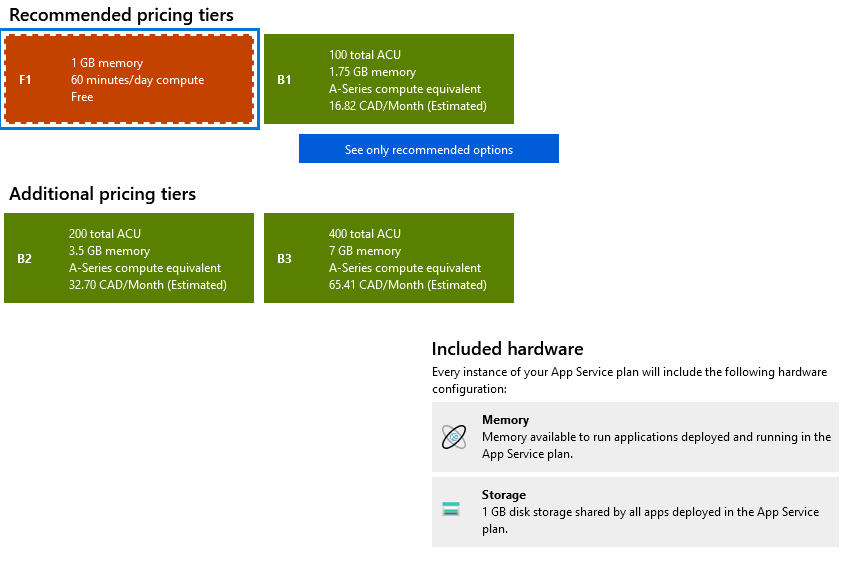 Recommended pricing tiers
F1
1 GB memory
60 minutes/day compute
Free
B1
100 total ACU
1.75 GB memory
A-Series compute equivalent
16.82 CAD/Month (Estimated)
See only recommended options
Additional pricing tiers
B2
200 total ACU
3.5 GB memory
A-Series compute equivalent
32.70 CAD/Month (Estimated)
B3
400 total ACU
7 GB memory
A-Series compute equivalent
65.41 CAD/Month (Estimated)
Included hardware
Every instance of your App Service plan will include the following hardware
configuration:
Memory
Memory available to run applications deployed and running in the
App Service plan.
Storage
1 GB disk storage shared by all apps deployed in the App Service
plan.